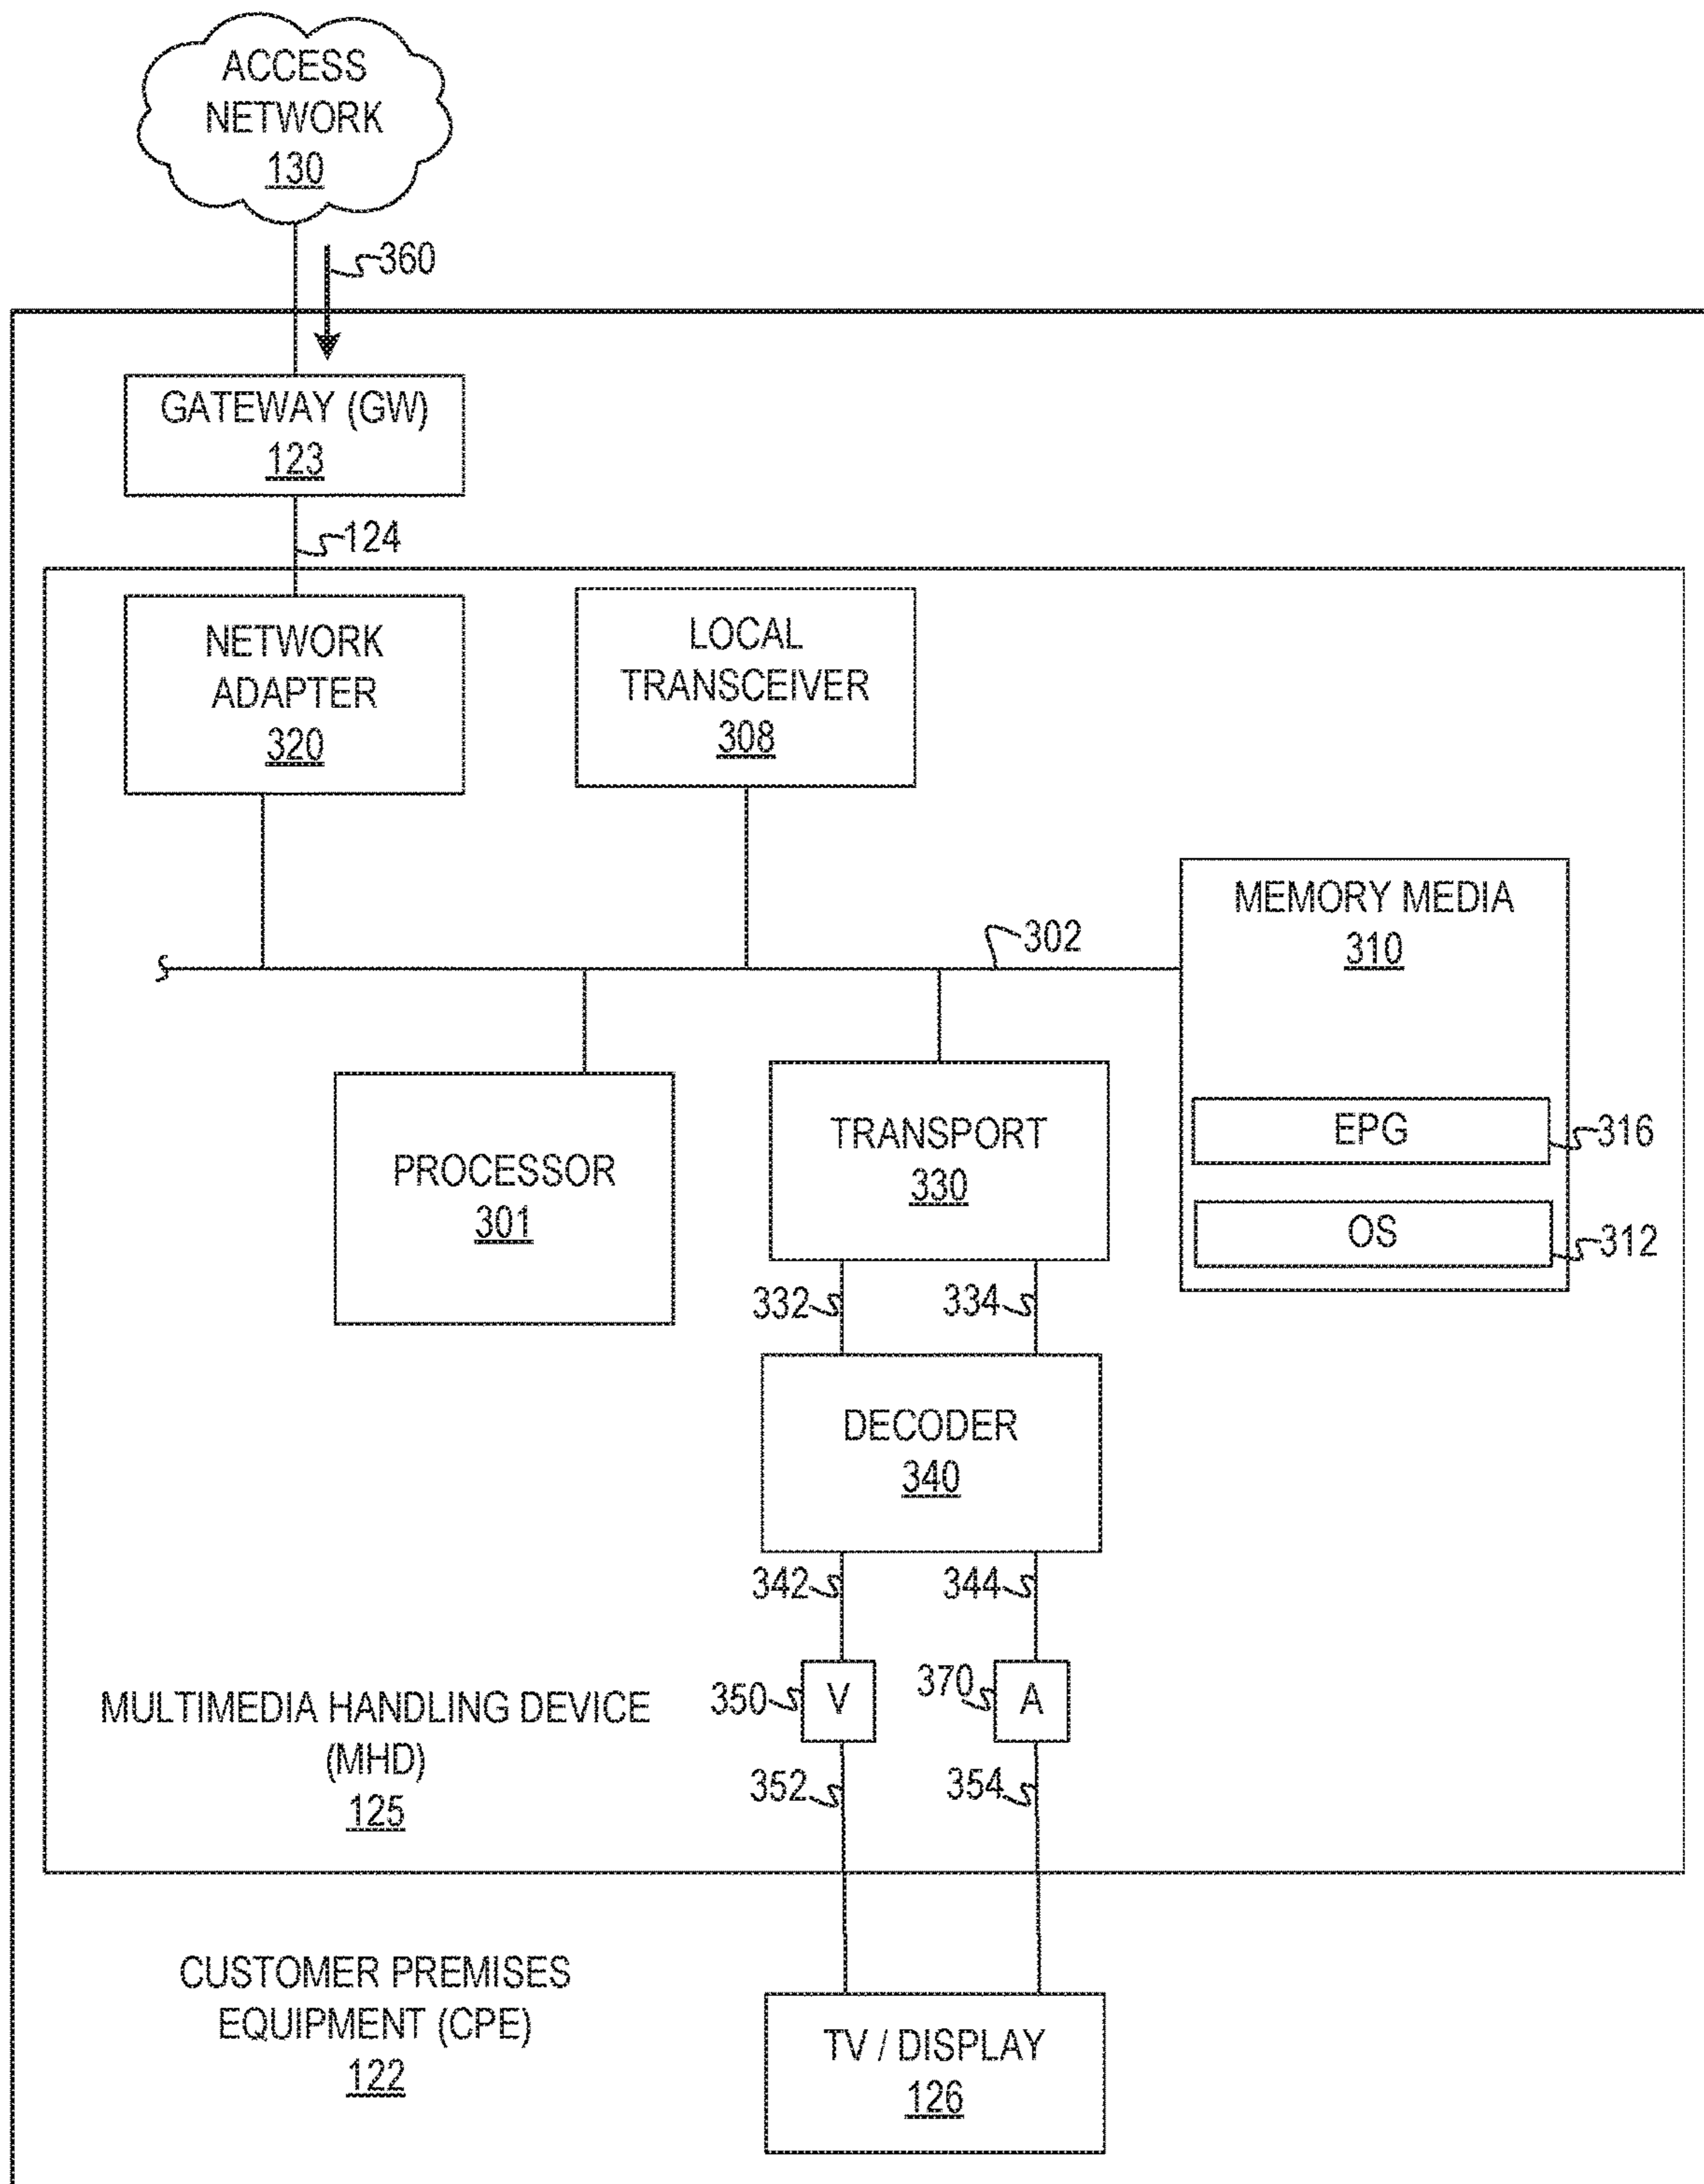 ACCESS
NETWORK
130
360
GATEWAY (GW)
123
124
NETWORK
ADAPTER
320
LOCAL
TRANSCEIVER
308
302
MEMORY MEDIA
310
EPG
316
OS
312
PROCESSOR
301
TRANSPORT
330
332
334
DECODER
340
342
344
350
V
370
A
352
354
MULTIMEDIA HANDLING DEVICE
(MHD)
125
CUSTOMER PREMISES
EQUIPMENT (CPE)
122
TV / DISPLAY
126